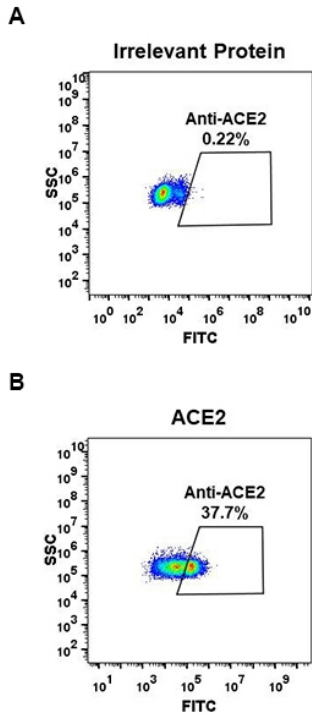 A
Irrelevant Protein
Anti-ACE2
0.22%
10^10
10^9
10^8
10^7
10^6
10^5
10^4
10^3
10^2
SSC
10^0 10^2 10^4 10^6 10^8 10^10
FITC
B
ACE2
Anti-ACE2
37.7%
10^10
10^9
10^8
10^7
10^6
10^5
10^4
10^3
10^2
SSC
10^1 10^3 10^5 10^7 10^9
FITC